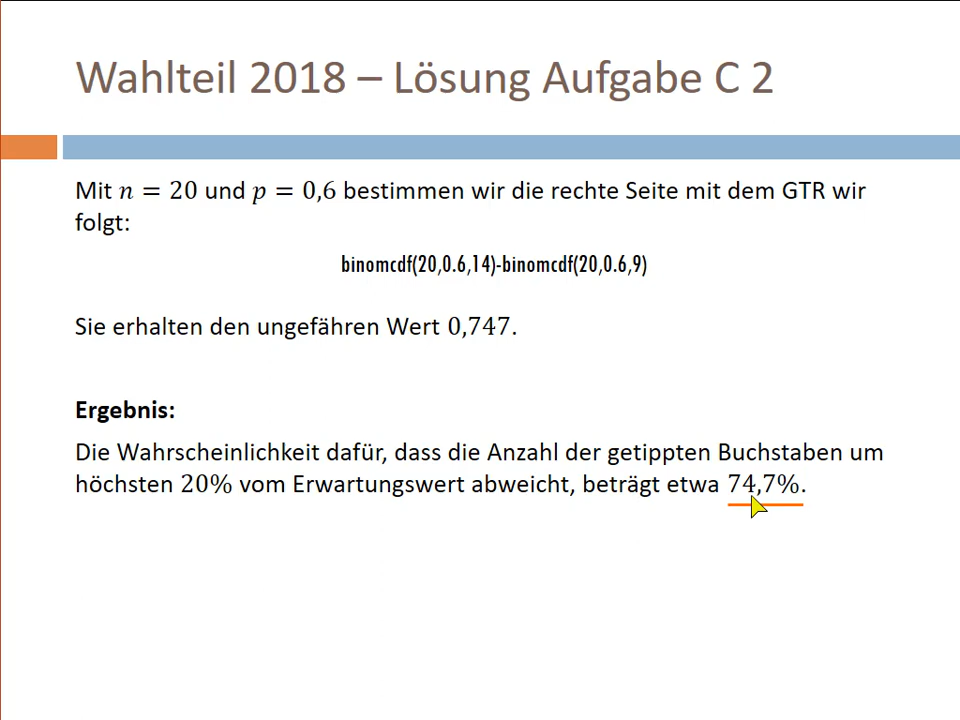 Wahlteil 2018 – Lösung Aufgabe C 2
Mit n = 20 und p = 0,6 bestimmen wir die rechte Seite mit dem GTR wir
folgt:
binomcdf(20,0.6,14)-binomcdf(20,0.6,9)
Sie erhalten den ungefähren Wert 0,747.
Ergebnis:
Die Wahrscheinlichkeit dafür, dass die Anzahl der getippten Buchstaben um
höchsten 20% vom Erwartungswert abweicht, beträgt etwa 74,7%.